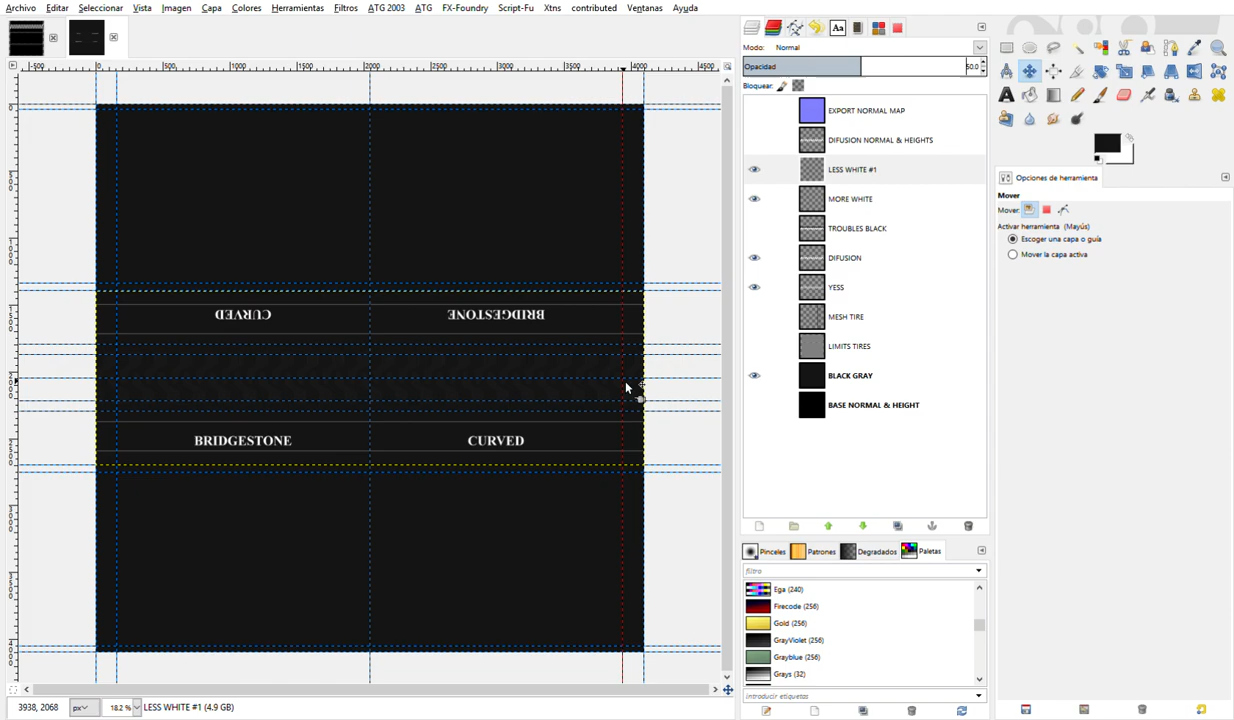 Archivo Editar Seleccionar Vista Imagen Capa Colores Herramientas Filtros ATG 2003 ATG FX-Foundry Script-Fu Xtns contributed Ventanas Ayuda
-500 0 500 1000 1500 2000 2500 3000 3500 4000 4500
CURVED BRIDGESTONE
BRIDGESTONE CURVED
3938, 2068 px 18.2 % LESS WHITE #1 (4.9 GB)
Modo: Normal
Opacidad 50.0
Bloquear:
EXPORT NORMAL MAP
DIFUSION NORMAL & HEIGHTS
LESS WHITE #1
MORE WHITE
TROUBLES BLACK
DIFUSION
YESS
MESH TIRE
LIMITS TIRES
BLACK GRAY
BASE NORMAL & HEIGHT
Pinceles Patrones Degradados Paletas
filtro
Ega (240)
Firecode (256)
Gold (256)
GrayViolet (256)
Grayblue (256)
Grays (32)
introducir etiquetas
Opciones de herramienta
Mover
Mover:
Activar herramienta (Mayús)
Escoger una capa o guía
Mover la capa activa